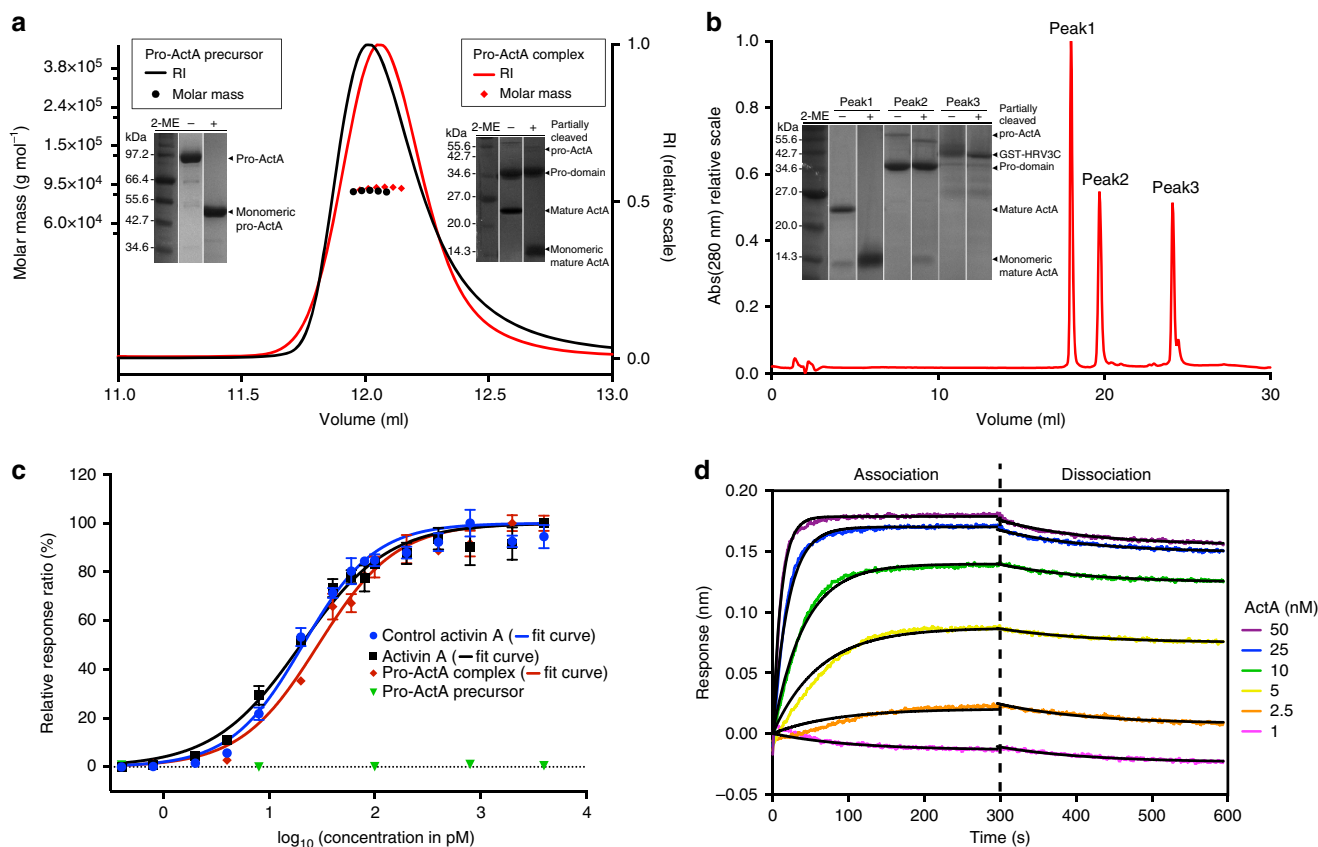 a
Pro-ActA precursor
RI
Molar mass
Pro-ActA complex
RI
Molar mass
3.8×10⁵
2.4×10⁵
1.5×10⁵
9.5×10⁴
6.0×10⁴
Molar mass (g mol⁻¹)
2-ME − +
kDa
97.2
66.4
55.6
42.7
34.6
Pro-ActA
Monomeric
pro-ActA
2-ME − +
kDa
55.6
42.7
34.6
27.0
20.0
14.3
Partially
cleaved
pro-ActA
Pro-domain
Mature ActA
Monomeric
mature ActA
1.0
0.5
0.0
RI (relative scale)
11.0 11.5 12.0 12.5 13.0
Volume (ml)
b
Peak1
Peak2
Peak3
1.0
0.8
0.6
0.4
0.2
0.0
Abs(280 nm) relative scale
Peak1 Peak2 Peak3
2-ME − + − + − +
kDa
55.6
42.7
34.6
27.0
20.0
14.3
Partially
cleaved
pro-ActA
GST-HRV3C
Pro-domain
Mature ActA
Monomeric
mature ActA
0 10 20 30
Volume (ml)
c
120
100
80
60
40
20
0
Relative response ratio (%)
Control activin A (— fit curve)
Activin A (— fit curve)
Pro-ActA complex (— fit curve)
Pro-ActA precursor
0 1 2 3 4
log₁₀ (concentration in pM)
d
Association Dissociation
0.20
0.15
0.10
0.05
0.00
−0.05
Response (nm)
ActA (nM)
50
25
10
5
2.5
1
0 100 200 300 400 500 600
Time (s)